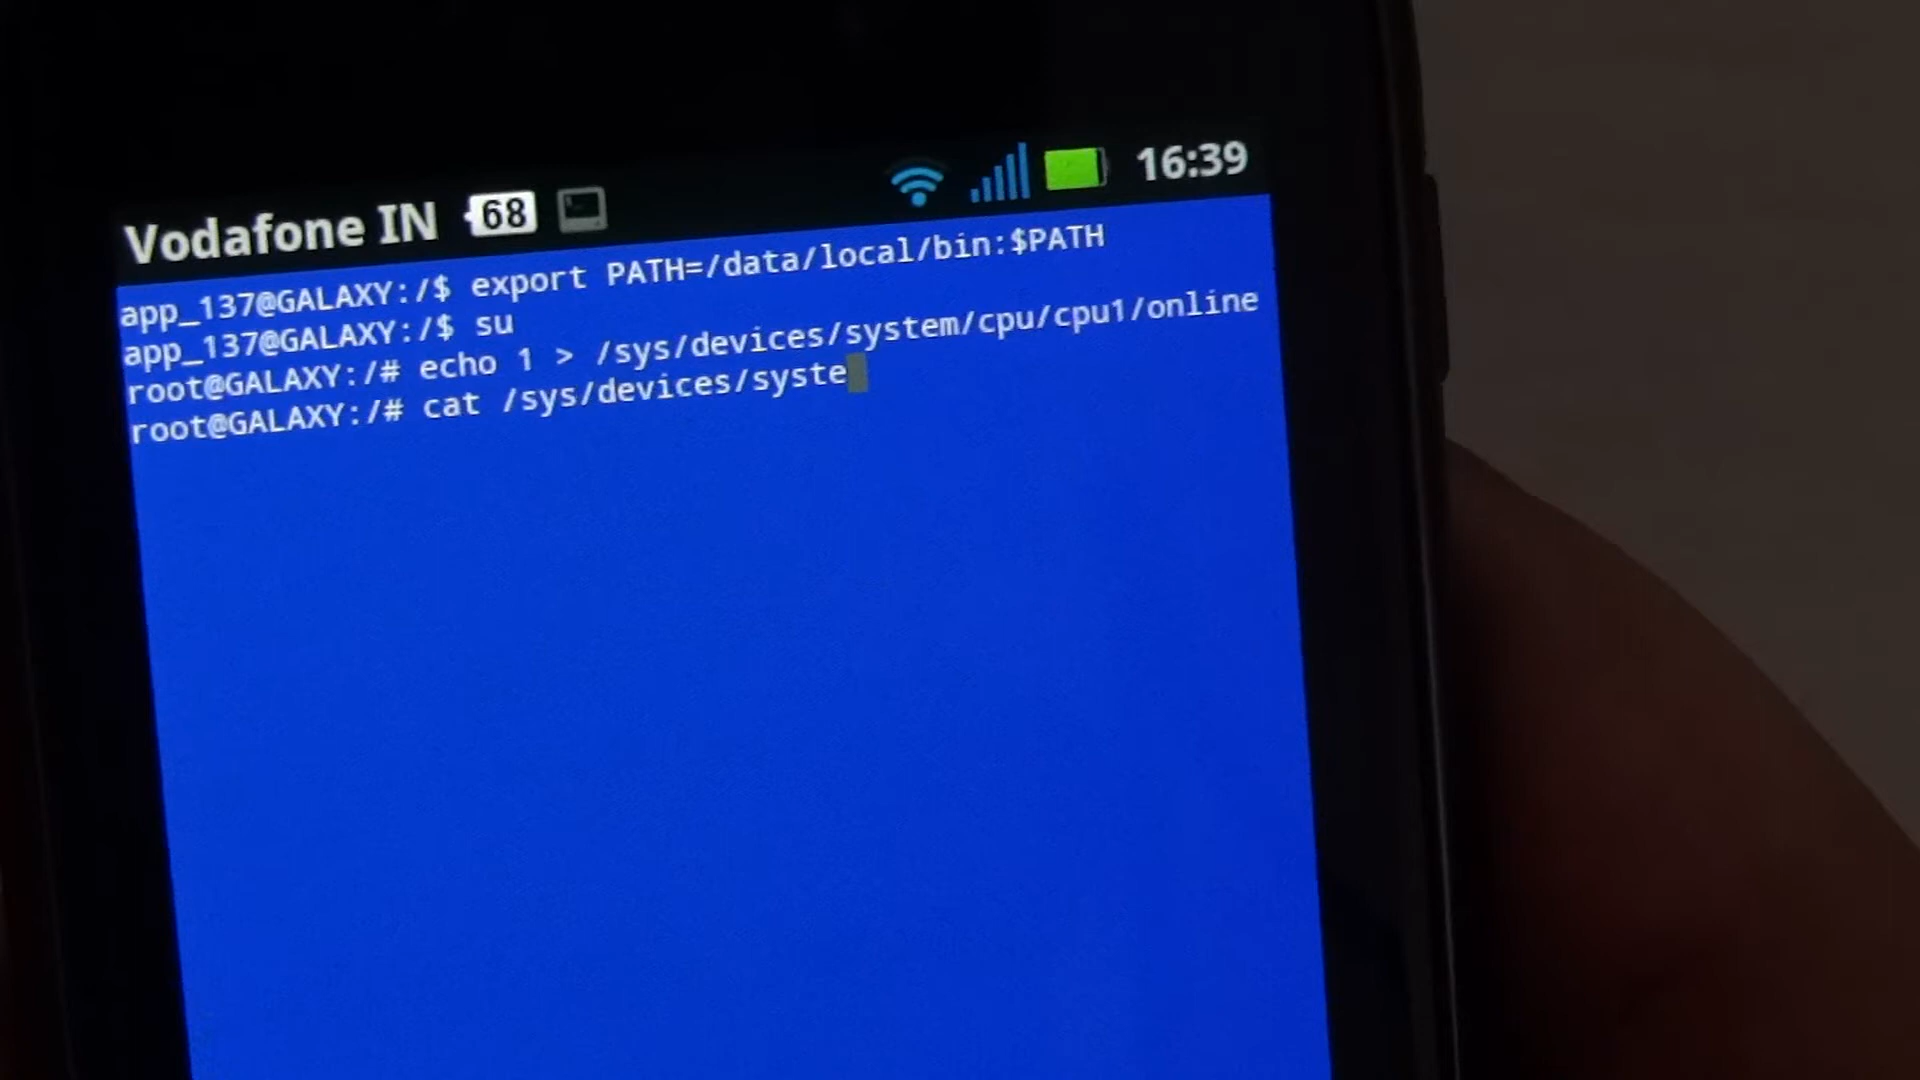 Vodafone IN 68 16:39
app_137@GALAXY:/$ export PATH=/data/local/bin:$PATH
app_137@GALAXY:/$ su
root@GALAXY:/# echo 1 > /sys/devices/system/cpu/cpu1/online
root@GALAXY:/# cat /sys/devices/syste